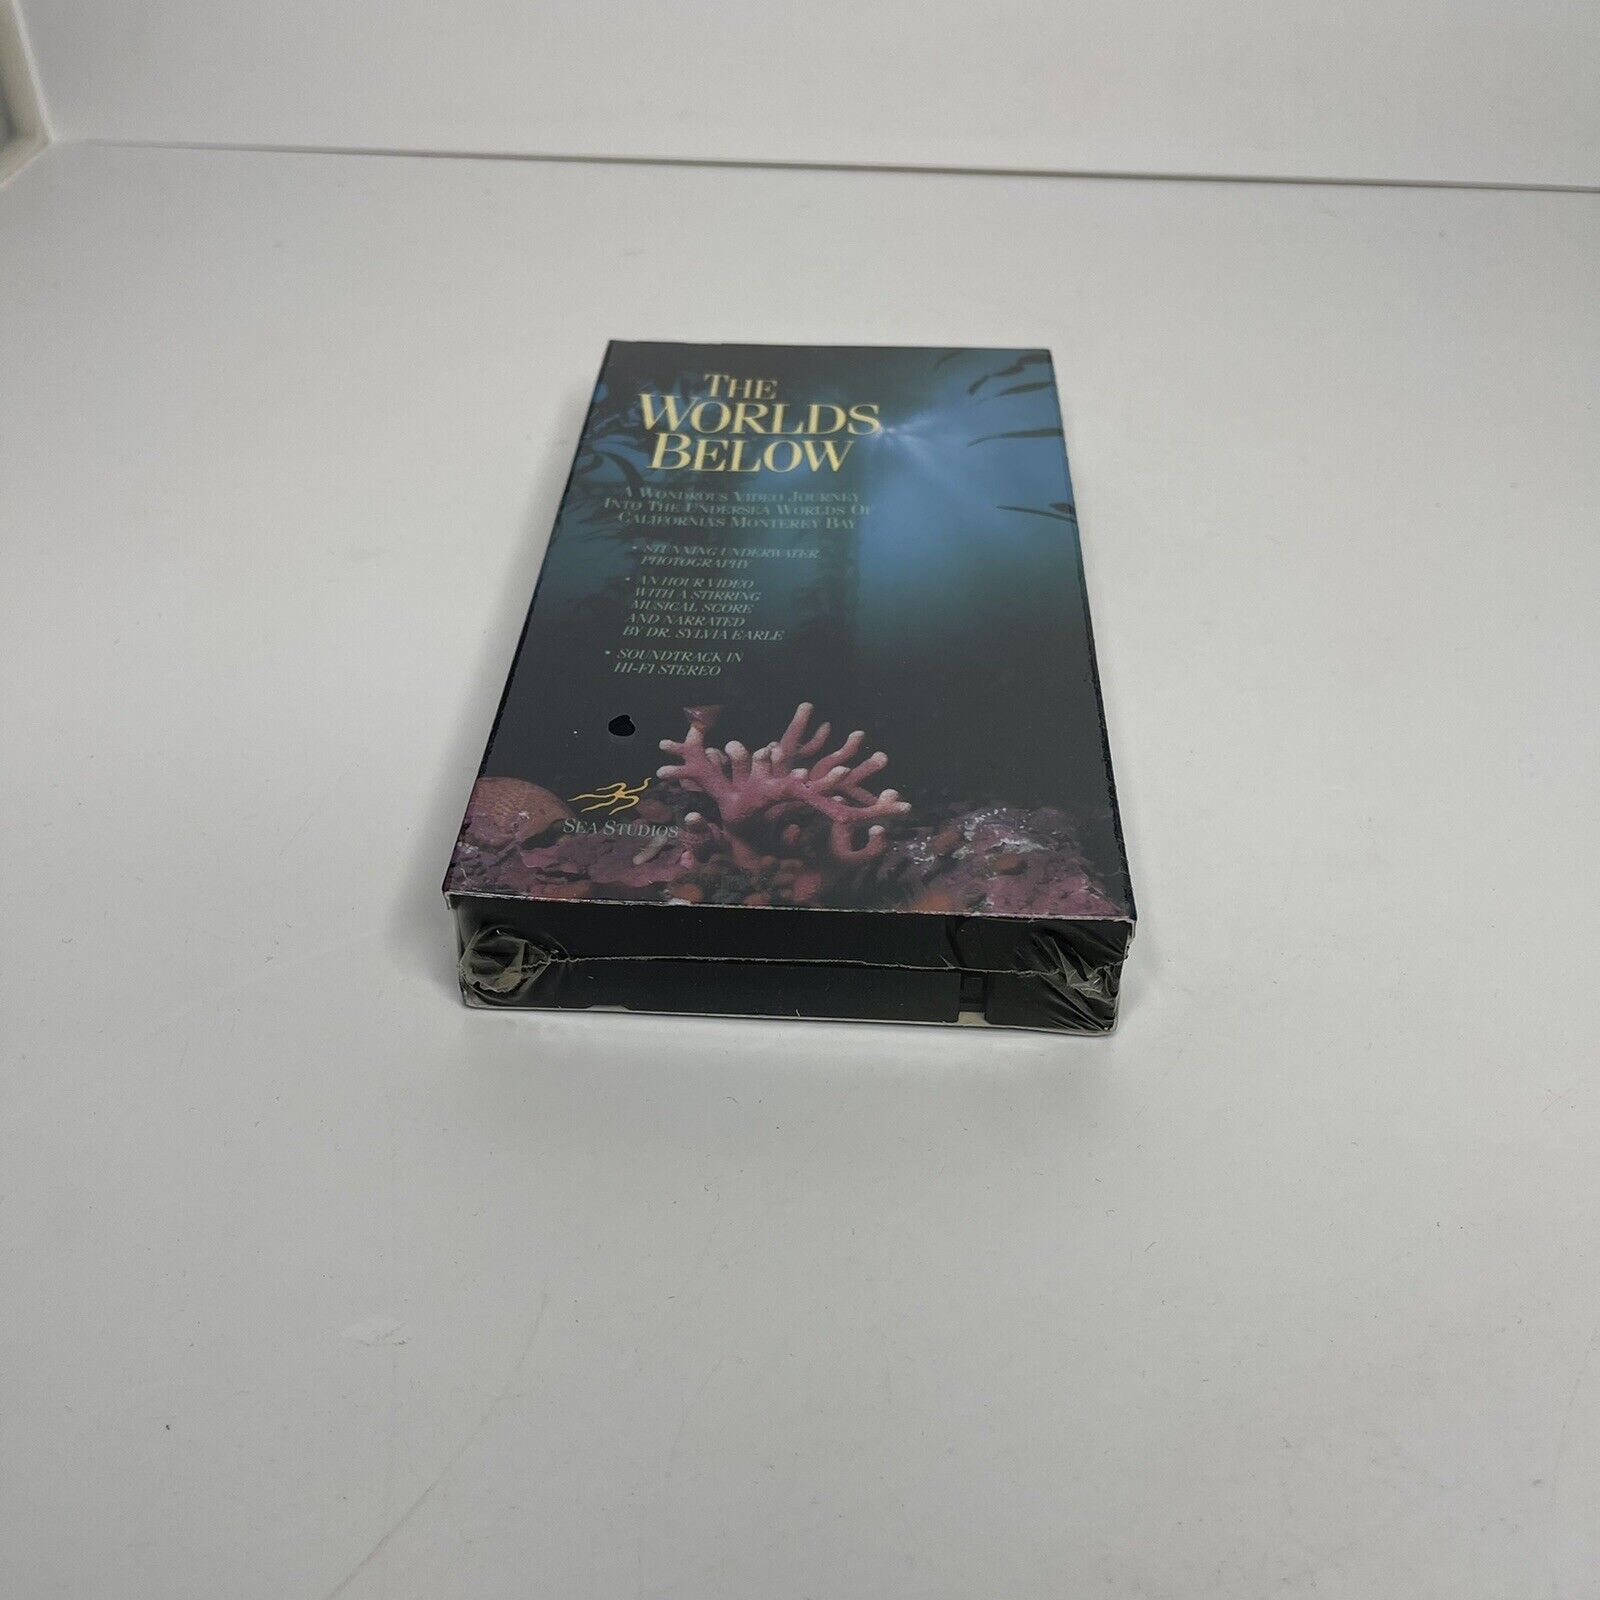 THE
WORLDS
BELOW
A WONDROUS VIDEO JOURNEY
INTO THE UNDERSEA WORLDS OF
CALIFORNIA'S MONTEREY BAY
• STUNNING UNDERWATER
PHOTOGRAPHY
• AN HOUR VIDEO
WITH A STIRRING
MUSICAL SCORE
AND NARRATED
BY DR. SYLVIA EARLE
• SOUNDTRACK IN
HI-FI STEREO
SEA STUDIOS